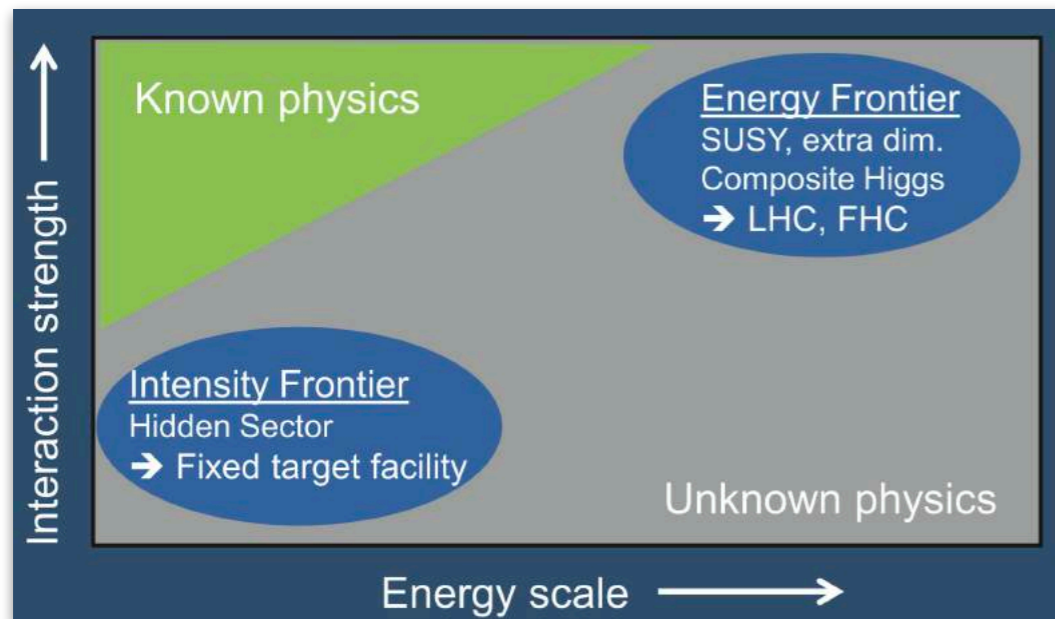 Known physics
Energy Frontier
SUSY, extra dim.
Composite Higgs
➔ LHC, FHC
Interaction strength
Intensity Frontier
Hidden Sector
➔ Fixed target facility
Unknown physics
Energy scale